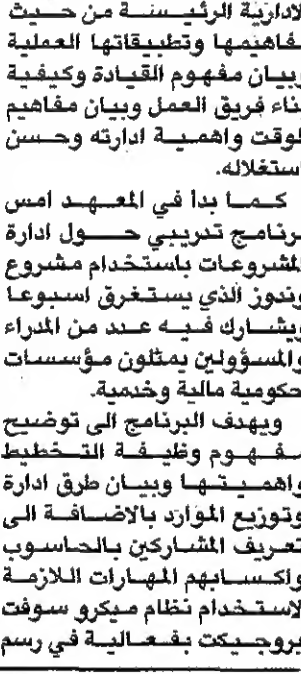 الادارية الرئيسة من حيث
مفاهيمها وتطبيقاتها العملية
وبيان مفهوم القيادة وكيفية
بناء فريق العمل وبيان مفاهيم
الوقت واهمية ادارته وحسن
استغلاله.
كما بدا في المعهد امس
برنامج تدريبي حول ادارة
المشروعات باستخدام مشروع
وندوز الذي يستغرق اسبوعا
ويشارك فيه عدد من المدراء
والمسؤولين يمثلون مؤسسات
حكومية مالية وخدمية.
ويهدف البرنامج الى توضيح
مفهوم وظيفة التخطيط
واهميتها وبيان طرق ادارة
وتوزيع الموارد بالاضافة الى
تعريف المشاركين بالحاسوب
واكسابهم المهارات اللازمة
لاستخدام نظام ميكرو سوفت
بروجيكت بفعالية في رسم